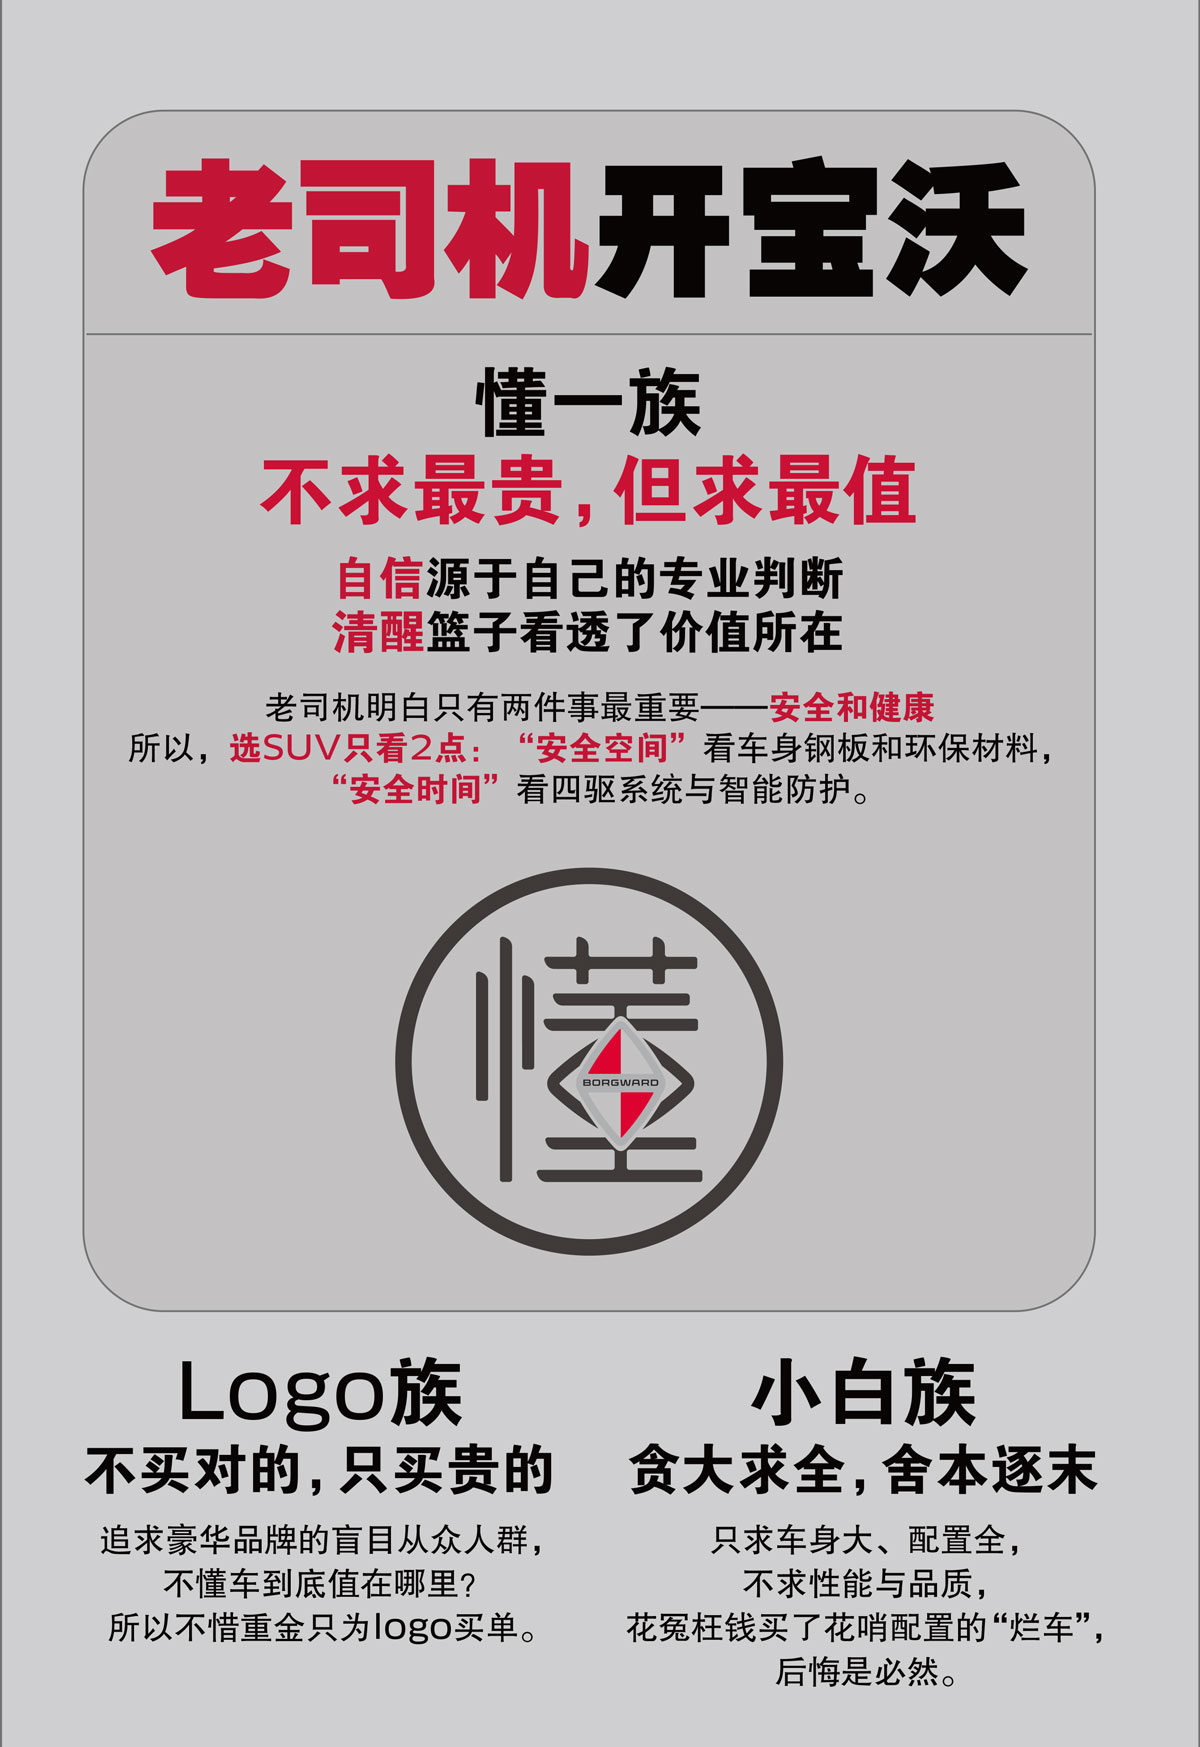 老司机开宝沃
懂一族
不求最贵，但求最值
自信源于自己的专业判断
清醒篮子看透了价值所在
老司机明白只有两件事最重要——安全和健康
所以，选SUV只看2点：“安全空间”看车身钢板和环保材料，
“安全时间”看四驱系统与智能防护。
懂
BORGWARD
Logo族
不买对的，只买贵的
追求豪华品牌的盲目从众人群，
不懂车到底值在哪里？
所以不惜重金只为logo买单。
小白族
贪大求全，舍本逐末
只求车身大、配置全，
不求性能与品质，
花冤枉钱买了花哨配置的“烂车”，
后悔是必然。